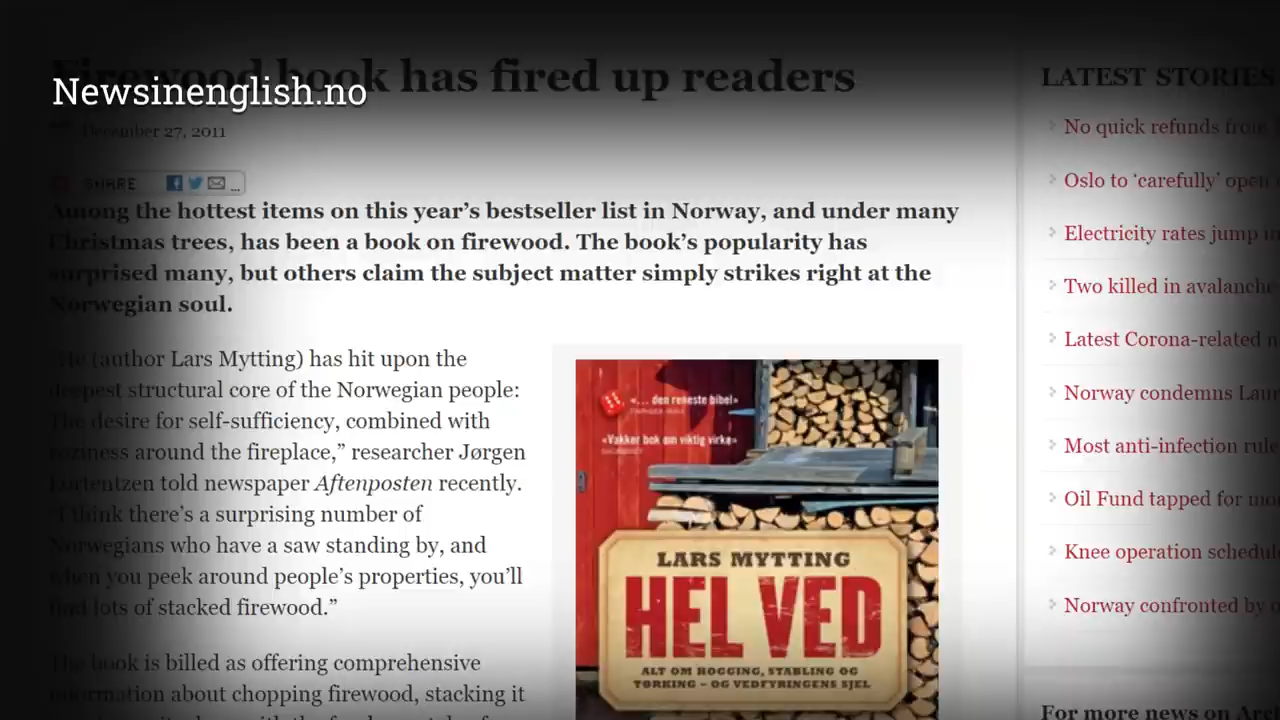 Firewood book has fired up readers
Newsinenglish.no
December 27, 2011
SHARE
Among the hottest items on this year's bestseller list in Norway, and under many
Christmas trees, has been a book on firewood. The book's popularity has
surprised many, but others claim the subject matter simply strikes right at the
Norwegian soul.
“He (author Lars Mytting) has hit upon the
deepest structural core of the Norwegian people:
The desire for self-sufficiency, combined with
coziness around the fireplace,” researcher Jørgen
Lorentzen told newspaper Aftenposten recently.
“I think there's a surprising number of
Norwegians who have a saw standing by, and
when you peek around people's properties, you'll
find lots of stacked firewood.”
The book is billed as offering comprehensive
information about chopping firewood, stacking it
«... den reneste bibel»
«Vakker bok om viktig virke»
LARS MYTTING
HEL VED
ALT OM HOGGING, STABLING OG
TØRKING – OG VEDFYRINGENS SJEL
LATEST STORIES
No quick refunds from
Oslo to ‘carefully’ open
Electricity rates jump
Two killed in avalanche
Latest Corona-related
Norway condemns
Most anti-infection
Oil Fund tapped for
Knee operation
Norway confronted by
For more news on